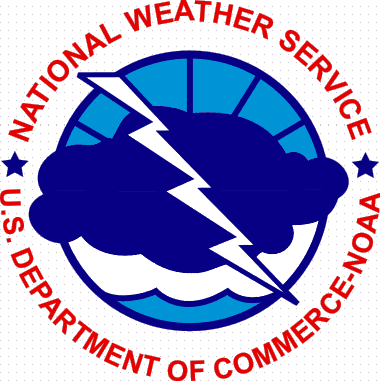 NATIONAL WEATHER SERVICE
U.S. DEPARTMENT OF COMMERCE-NOAA